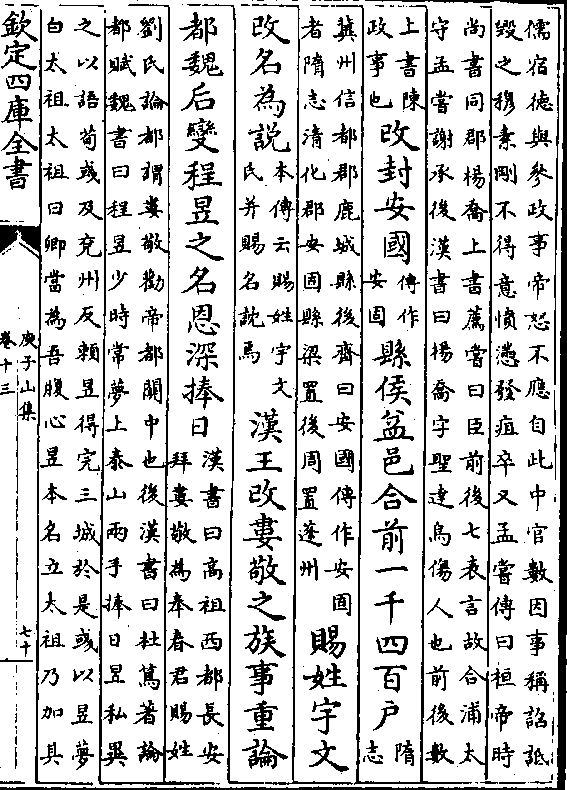 儒宿德與參政事帝怒不應自此中官數因事稱詔詆
毀之穆素剛不得意憤懣發疽卒又孟嘗傳曰桓帝時
尚書同郡楊喬上書薦嘗曰臣前後七表言故合浦太
守孟嘗謝承後漢書曰楊喬字聖達烏傷人也前後數
上書陳
政事也
改封安國
傳作
安固
縣侯益邑合前一千四百戶
隋
志
冀州信都郡鹿城縣後齊曰安國傳作安固
者隋志清化郡安固縣梁置後周置蓬州
賜姓宇文
改名為説
本傳云賜姓宇文
氏并賜名説焉
漢王改婁敬之族事重論
都魏后變程昱之名恩深捧日
漢書曰高祖西都長安
拜婁敬為奉春君賜姓
劉氏論都謂婁敬勸帝都關中也後漢書曰杜篤著論
都賦魏書曰程昱少時常夢上泰山兩手捧日昱私異
之以語荀彧及兗州反賴昱得完三城於是彧以昱夢
白太祖太祖曰卿當為吾腹心昱本名立太祖乃加其
欽定四庫全書
庾子山集
卷十三
七十